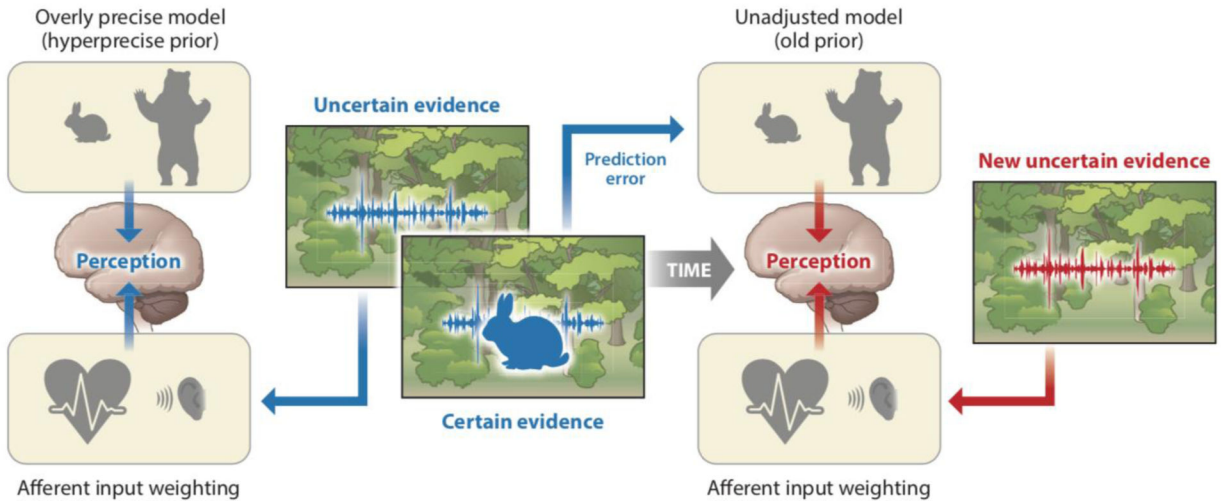 Overly precise model
(hyperprecise prior)
Unadjusted model
(old prior)
Uncertain evidence
Prediction
error
New uncertain evidence
Perception
TIME
Perception
Certain evidence
Afferent input weighting
Afferent input weighting